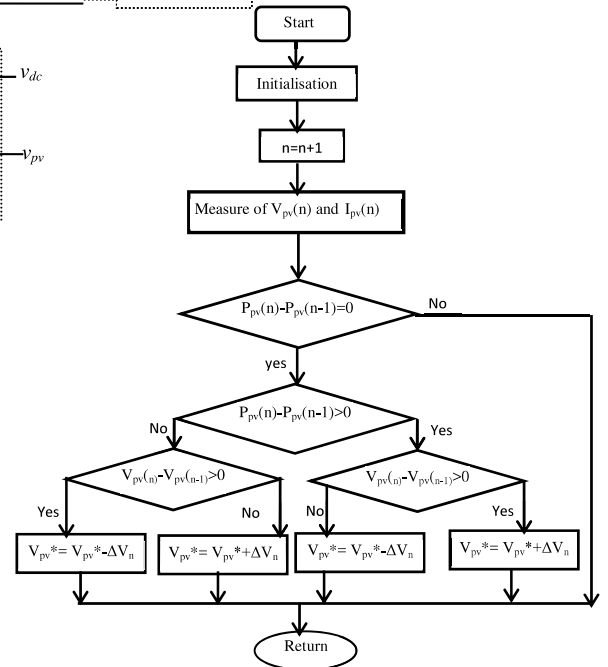 Start
v_dc
Initialisation
n=n+1
v_pv
Measure of V_pv(n) and I_pv(n)
P_pv(n)-P_pv(n-1)=0
No
yes
P_pv(n)-P_pv(n-1)>0
No
Yes
V_pv(n)-V_pv(n-1)>0
V_pv(n)-V_pv(n-1)>0
Yes
No
No
Yes
V_pv*= V_pv*-ΔV_n
V_pv*= V_pv*+ΔV_n
V_pv*= V_pv*-ΔV_n
V_pv*= V_pv*+ΔV_n
Return